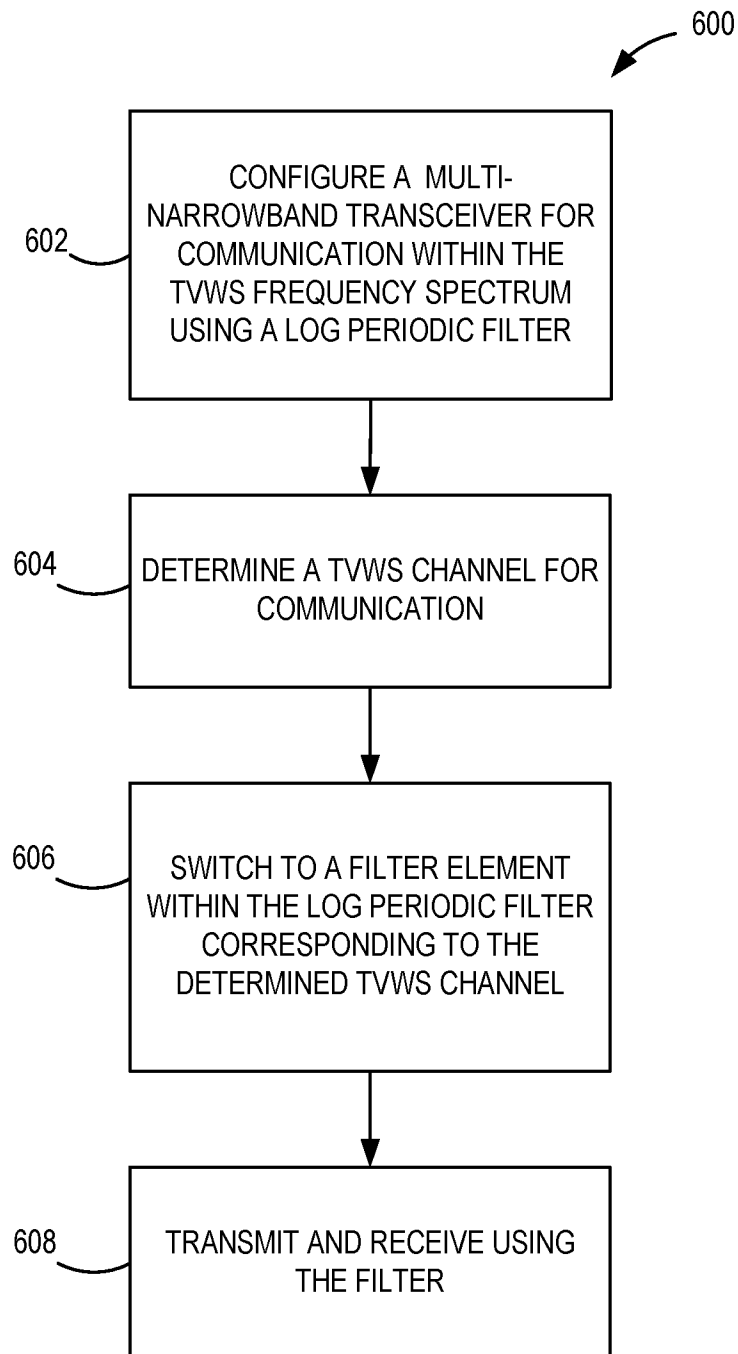 600
602
CONFIGURE A MULTI-
NARROWBAND TRANSCEIVER FOR
COMMUNICATION WITHIN THE
TVWS FREQUENCY SPECTRUM
USING A LOG PERIODIC FILTER
604
DETERMINE A TVWS CHANNEL FOR
COMMUNICATION
606
SWITCH TO A FILTER ELEMENT
WITHIN THE LOG PERIODIC FILTER
CORRESPONDING TO THE
DETERMINED TVWS CHANNEL
608
TRANSMIT AND RECEIVE USING
THE FILTER